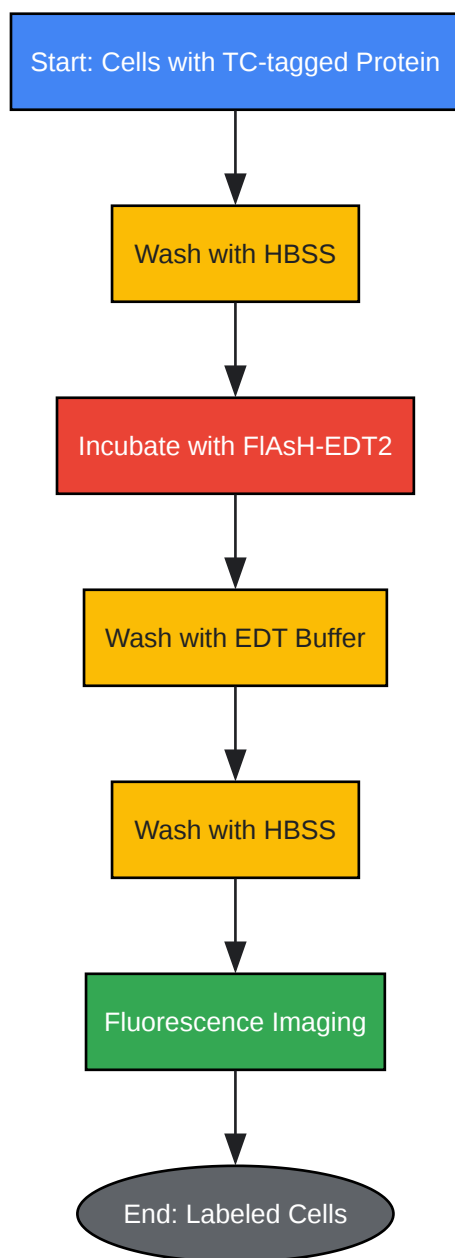 Start: Cells with TC-tagged Protein
Wash with HBSS
Incubate with FlAsH-EDT2
Wash with EDT Buffer
Wash with HBSS
Fluorescence Imaging
End: Labeled Cells